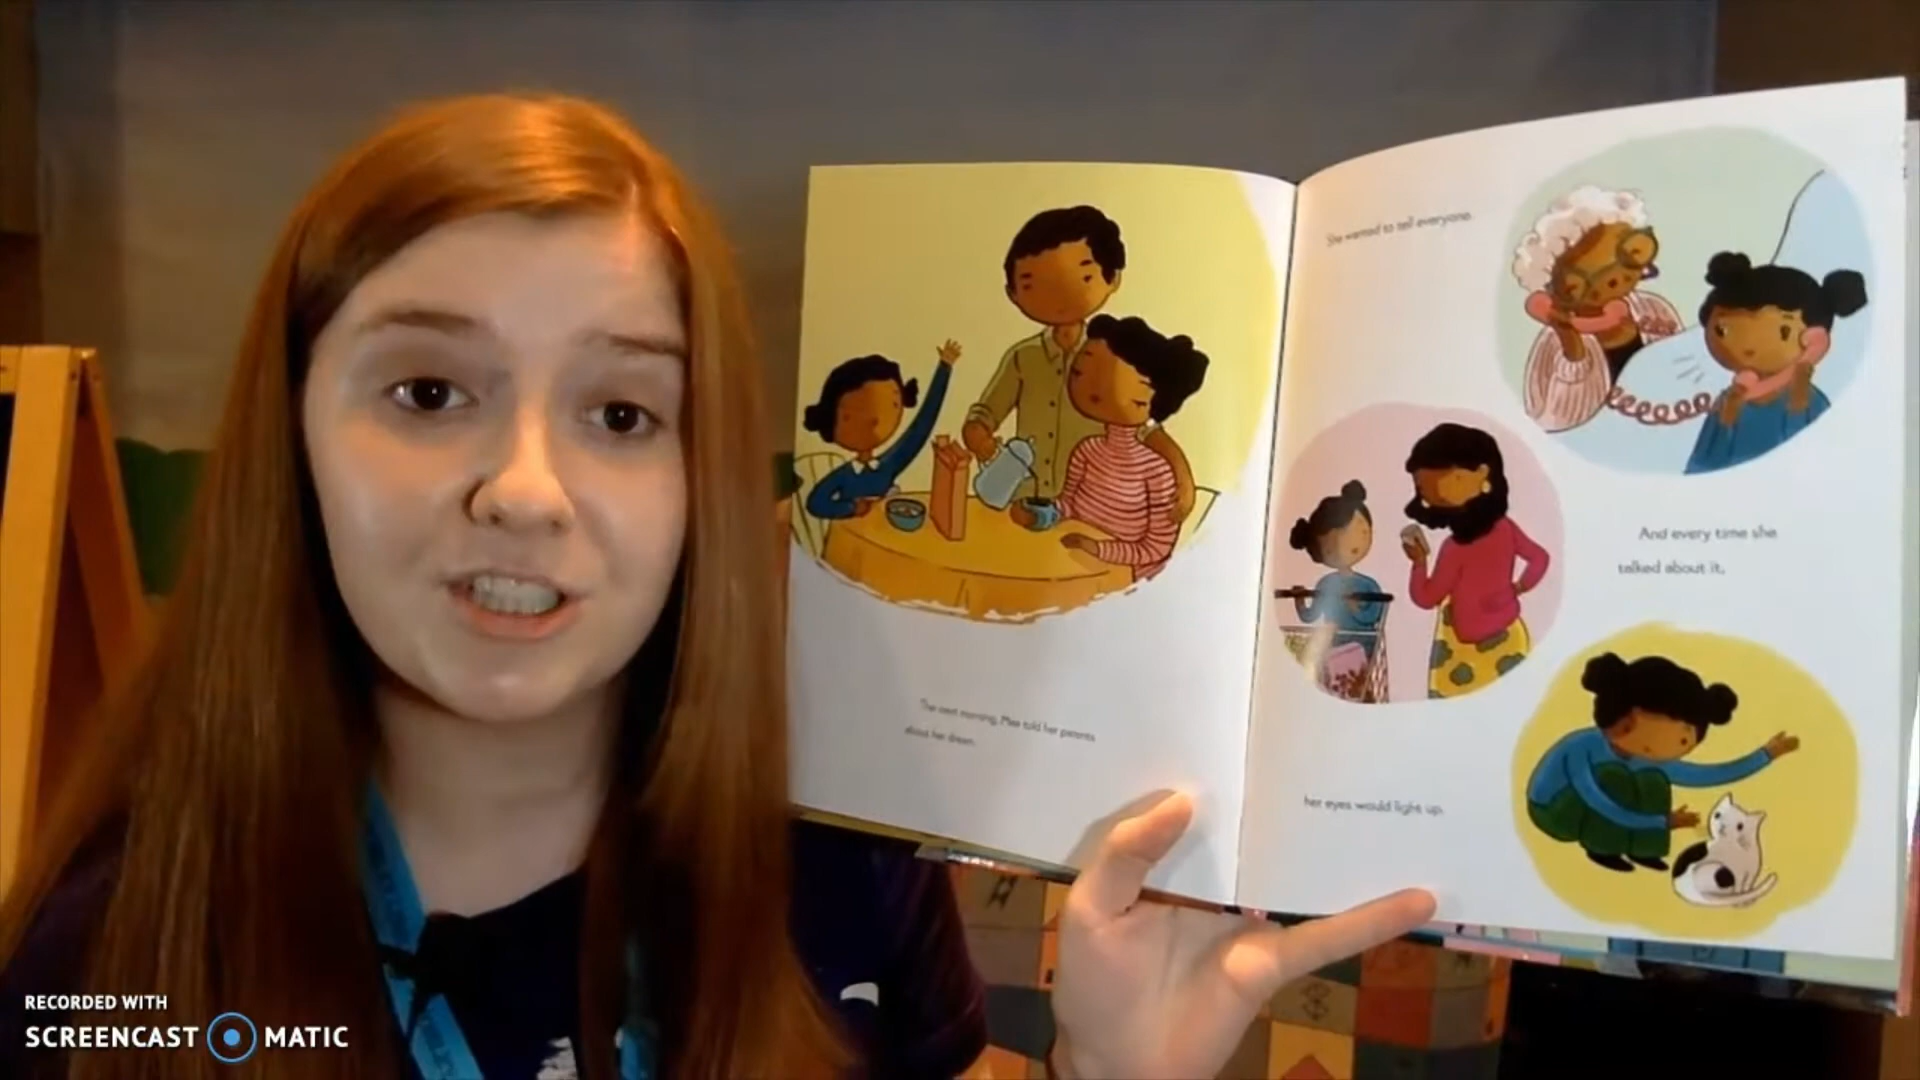 The next morning, Mae told her parents
about her dream.
She wanted to tell everyone.
And every time she
talked about it,
her eyes would light up.
RECORDED WITH
SCREENCAST MATIC